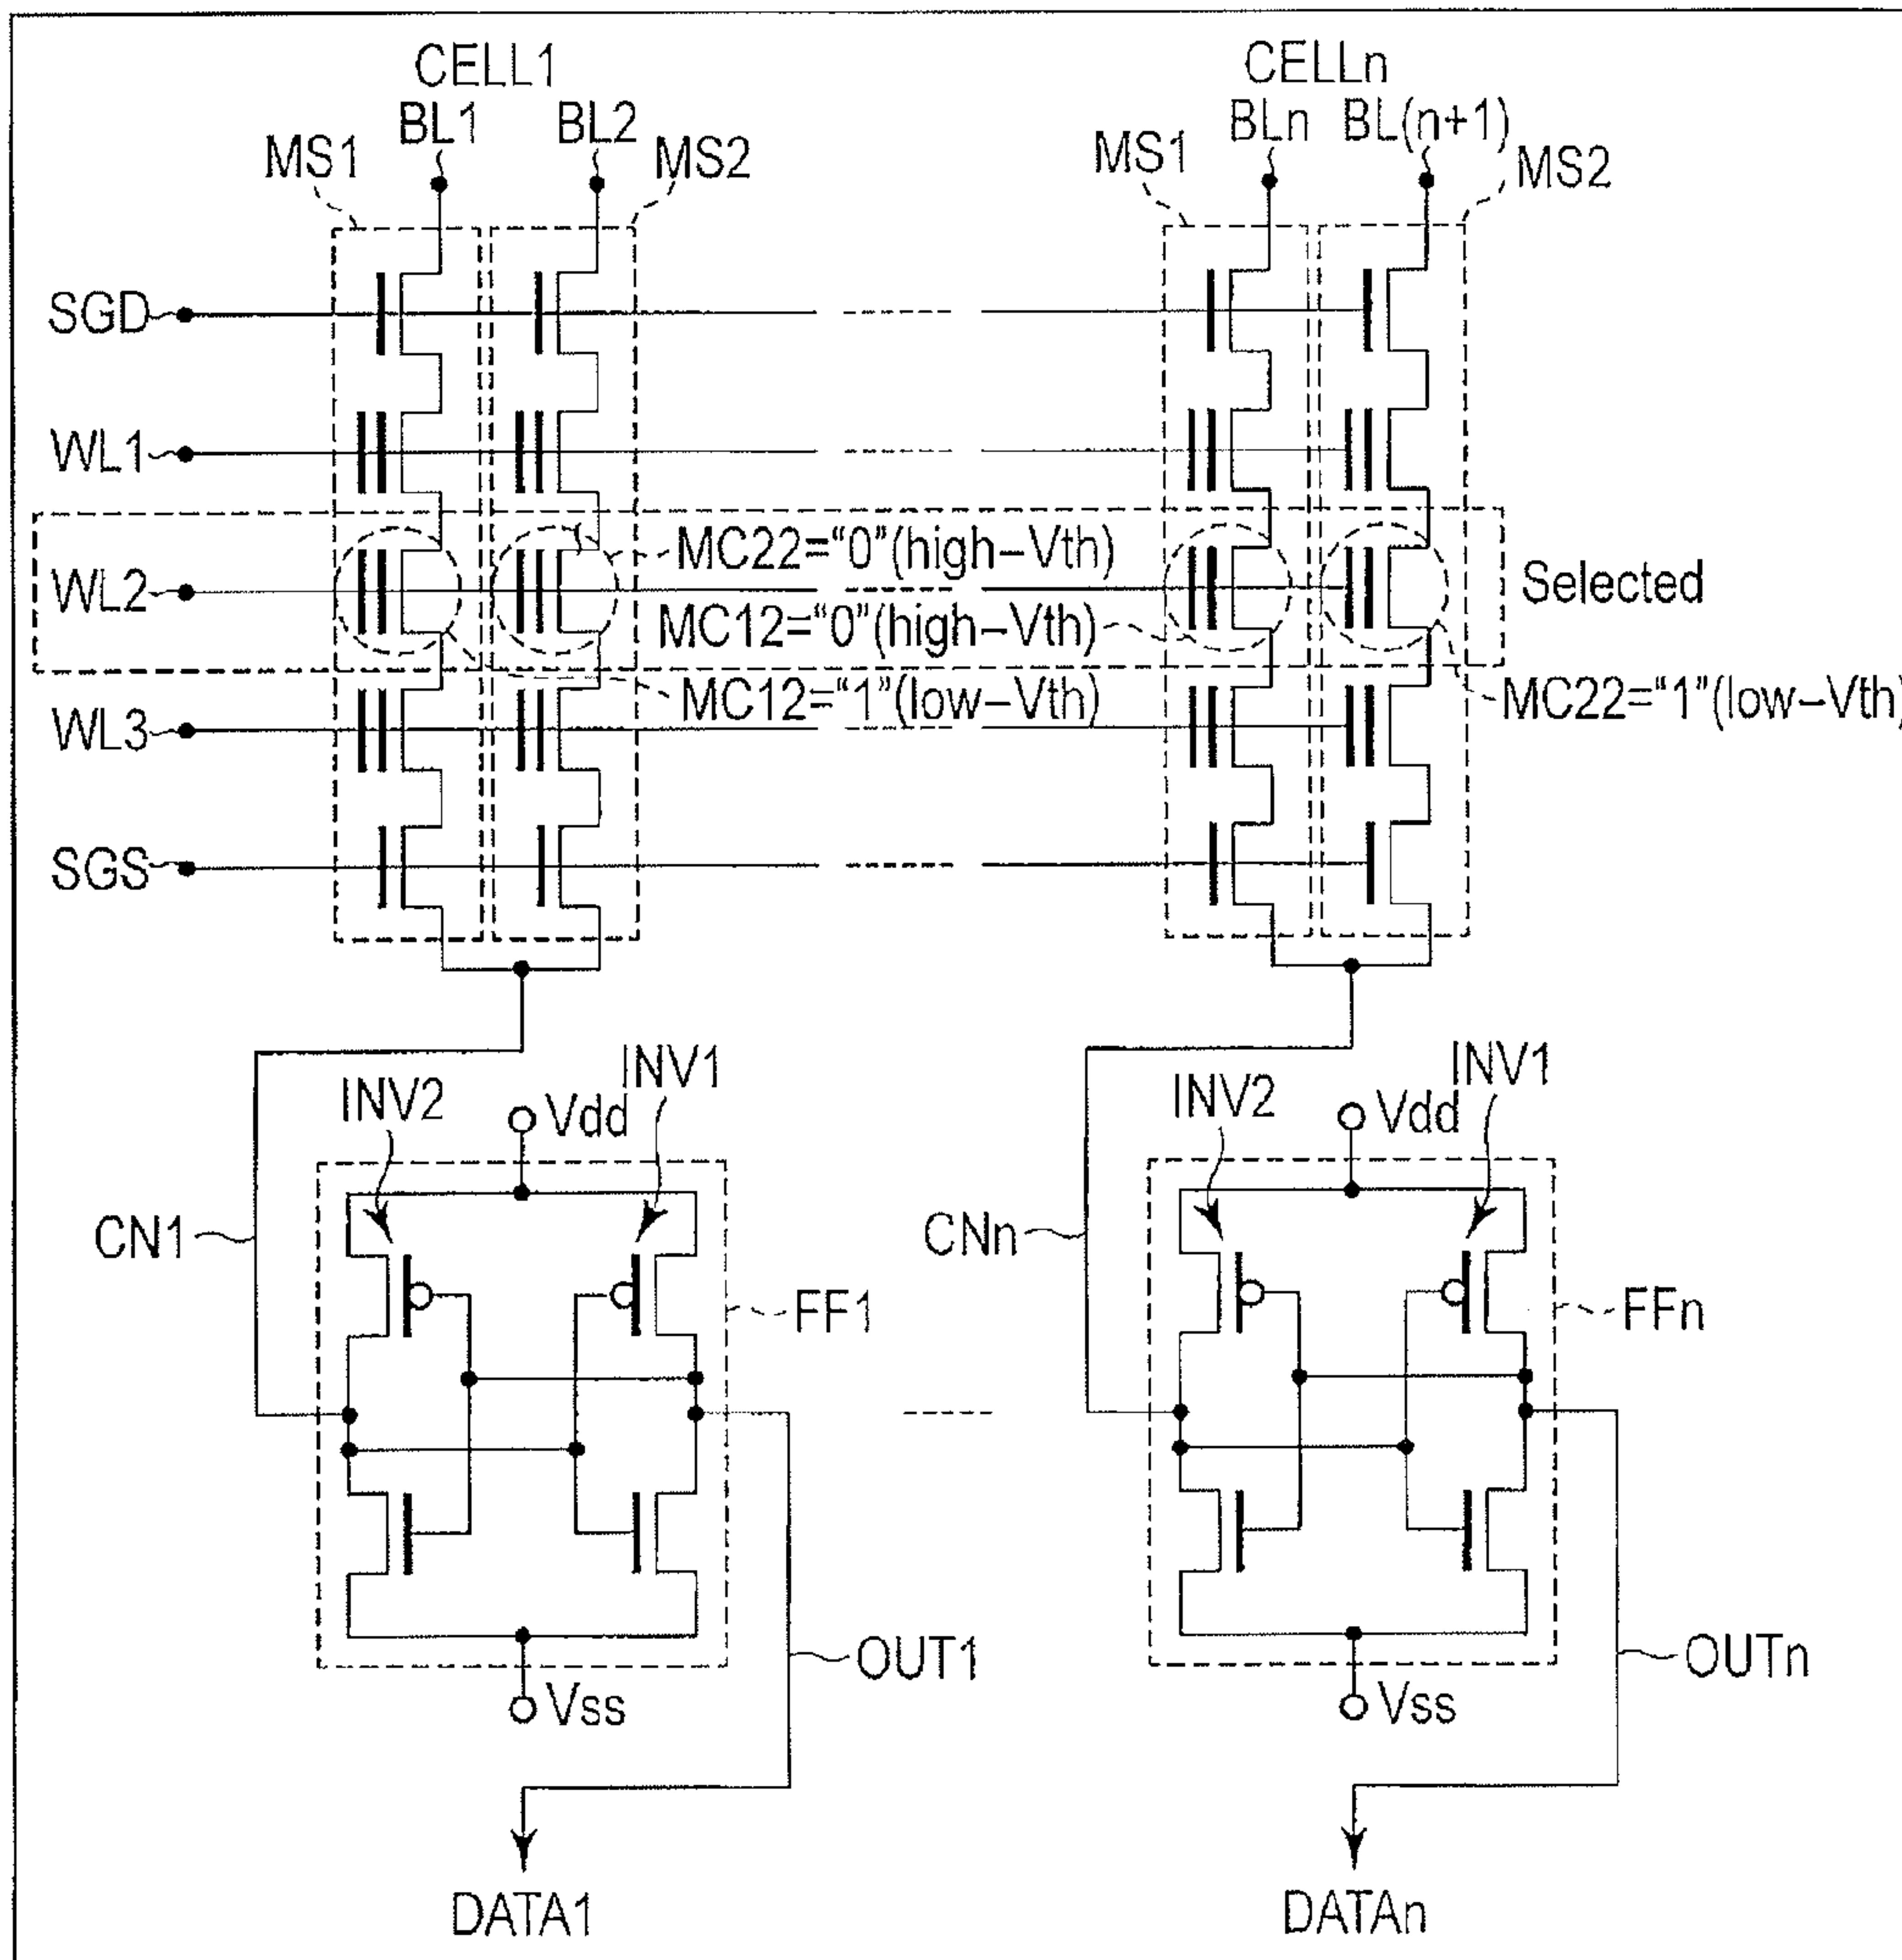 CELL1
BL1 BL2
MS1 MS2
CELLn
BLn BL(n+1)
MS1 MS2
SGD
WL1
MC22="0"(high-Vth)
WL2
Selected
MC12="0"(high-Vth)
MC12="1"(low-Vth)
MC22="1"(low-Vth)
WL3
SGS
INV2 INV1
Vdd
CN1
FF1
Vss
OUT1
DATA1
INV2 INV1
Vdd
CNn
FFn
Vss
OUTn
DATAn